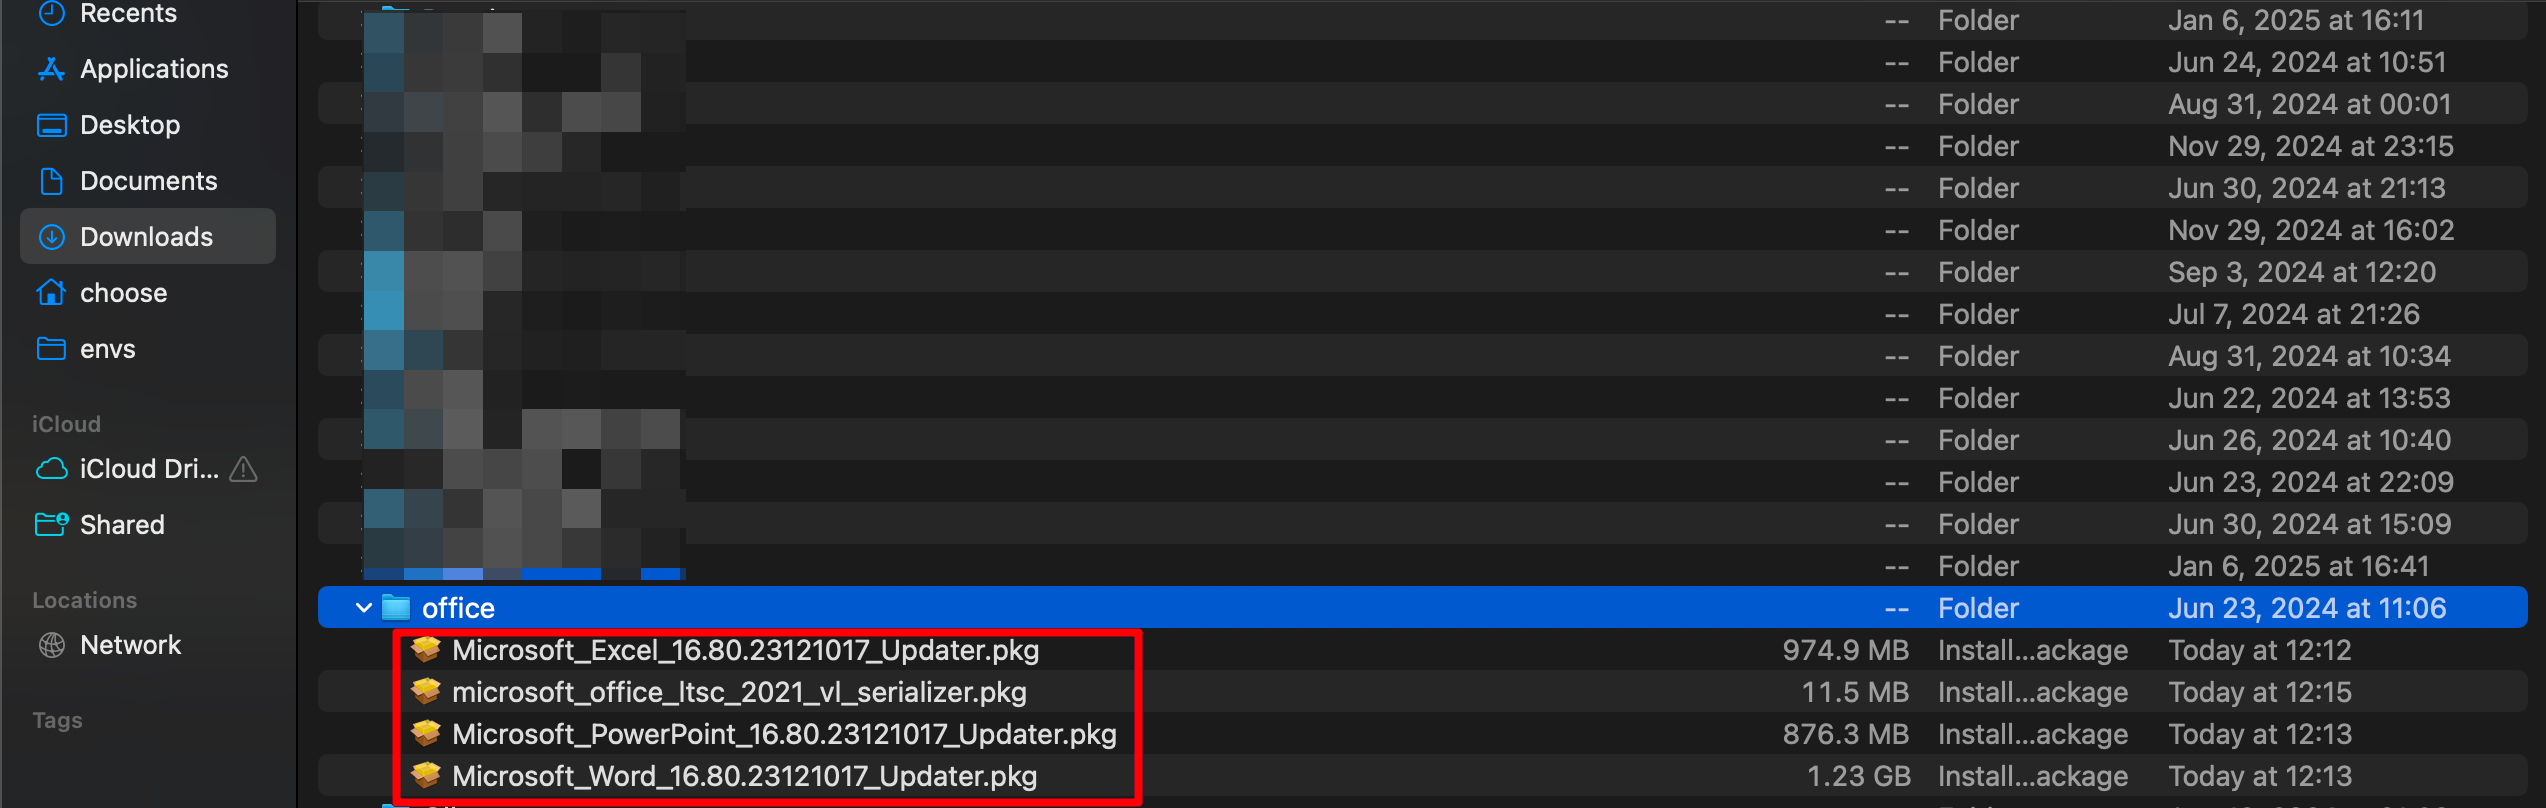 Recents
Applications
Desktop
Documents
Downloads
choose
envs
iCloud
iCloud Dri...
Shared
Locations
Network
Tags
-- Folder Jan 6, 2025 at 16:11
-- Folder Jun 24, 2024 at 10:51
-- Folder Aug 31, 2024 at 00:01
-- Folder Nov 29, 2024 at 23:15
-- Folder Jun 30, 2024 at 21:13
-- Folder Nov 29, 2024 at 16:02
-- Folder Sep 3, 2024 at 12:20
-- Folder Jul 7, 2024 at 21:26
-- Folder Aug 31, 2024 at 10:34
-- Folder Jun 22, 2024 at 13:53
-- Folder Jun 26, 2024 at 10:40
-- Folder Jun 23, 2024 at 22:09
-- Folder Jun 30, 2024 at 15:09
-- Folder Jan 6, 2025 at 16:41
office -- Folder Jun 23, 2024 at 11:06
Microsoft_Excel_16.80.23121017_Updater.pkg 974.9 MB Install...ackage Today at 12:12
microsoft_office_ltsc_2021_vl_serializer.pkg 11.5 MB Install...ackage Today at 12:15
Microsoft_PowerPoint_16.80.23121017_Updater.pkg 876.3 MB Install...ackage Today at 12:13
Microsoft_Word_16.80.23121017_Updater.pkg 1.23 GB Install...ackage Today at 12:13